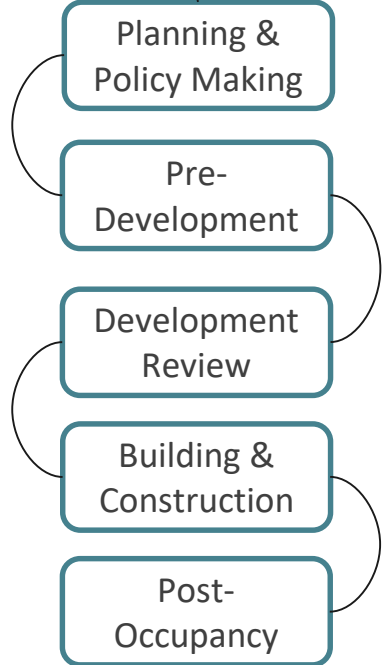 Planning &
Policy Making
Pre-
Development
Development
Review
Building &
Construction
Post-
Occupancy